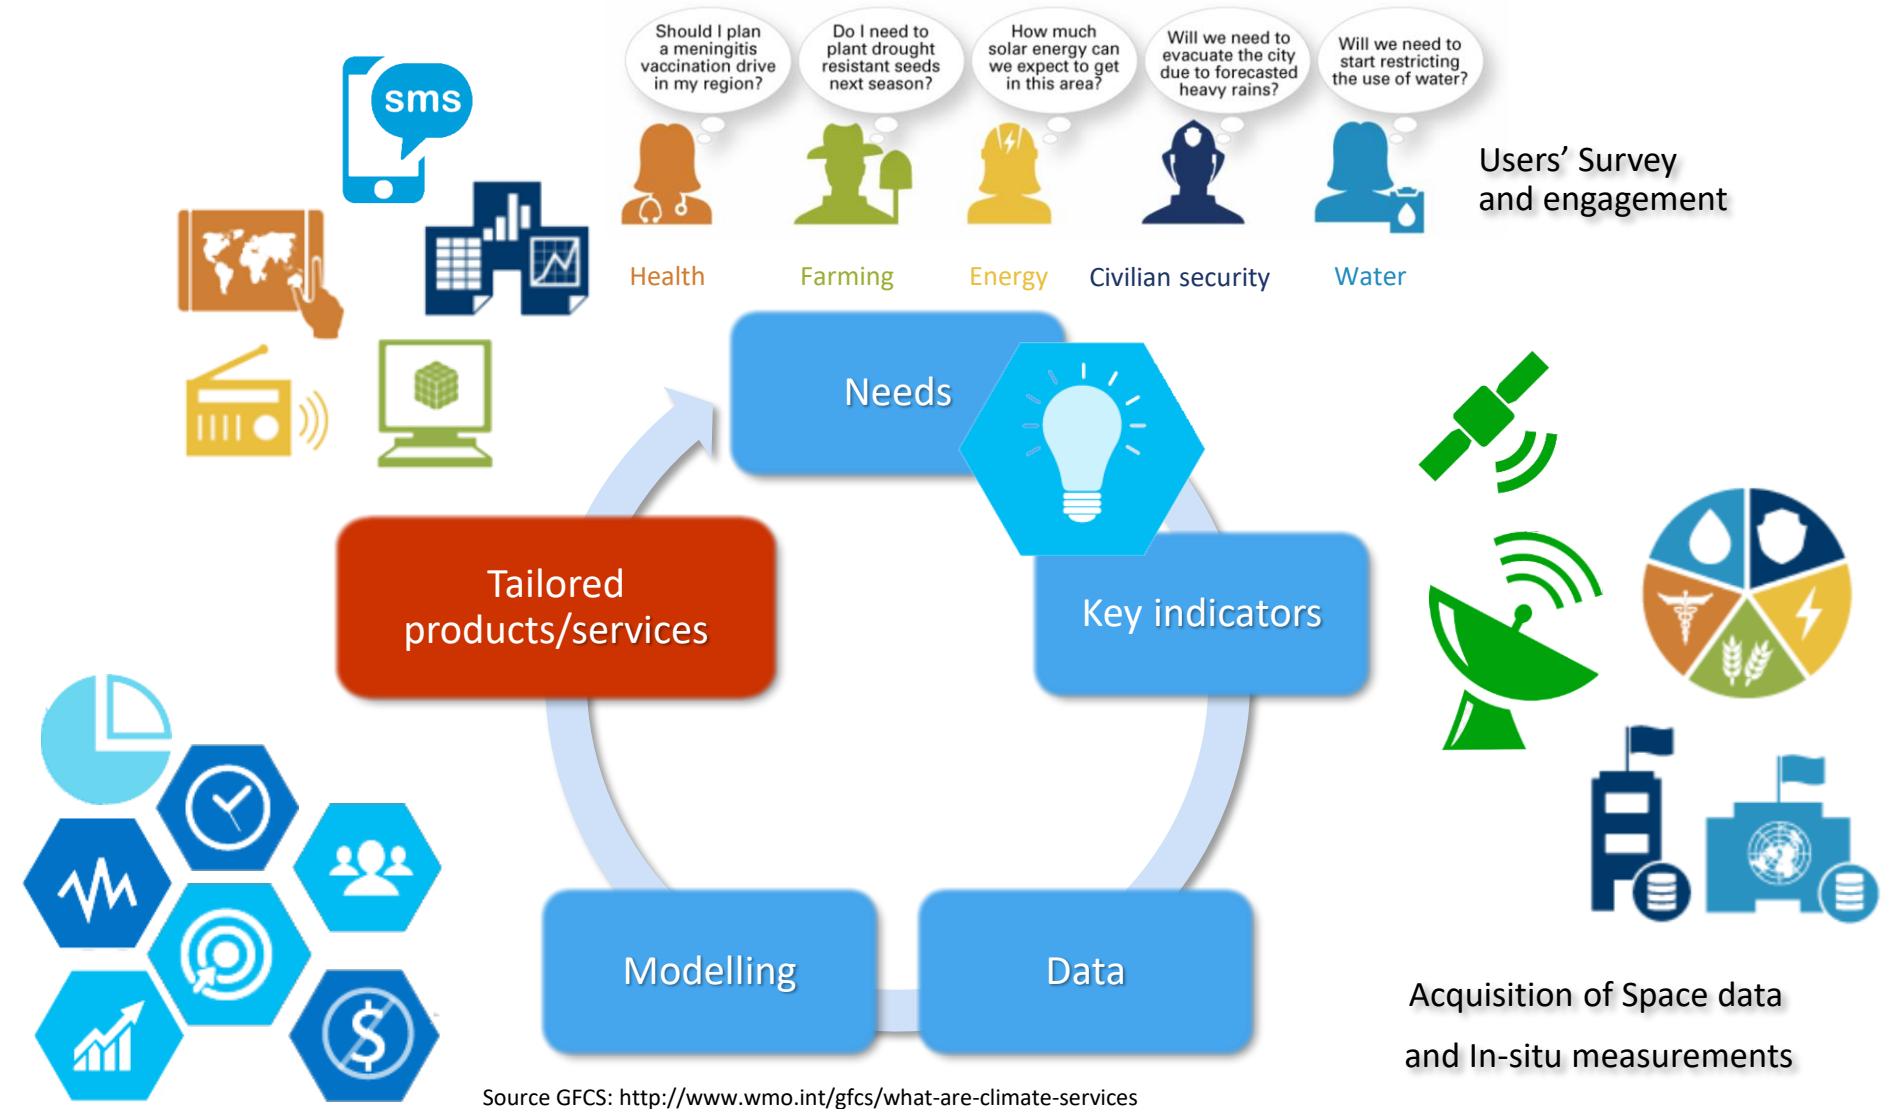 Should I plan
a meningitis
vaccination drive
in my region?
Do I need to
plant drought
resistant seeds
next season?
How much
solar energy can
we expect to get
in this area?
Will we need to
evacuate the city
due to forecasted
heavy rains?
Will we need to
start restricting
the use of water?
sms
Users’ Survey
and engagement
Health
Farming
Energy
Civilian security
Water
Needs
Key indicators
Tailored
products/services
Modelling
Data
$
Acquisition of Space data
and In-situ measurements
Source GFCS: http://www.wmo.int/gfcs/what-are-climate-services